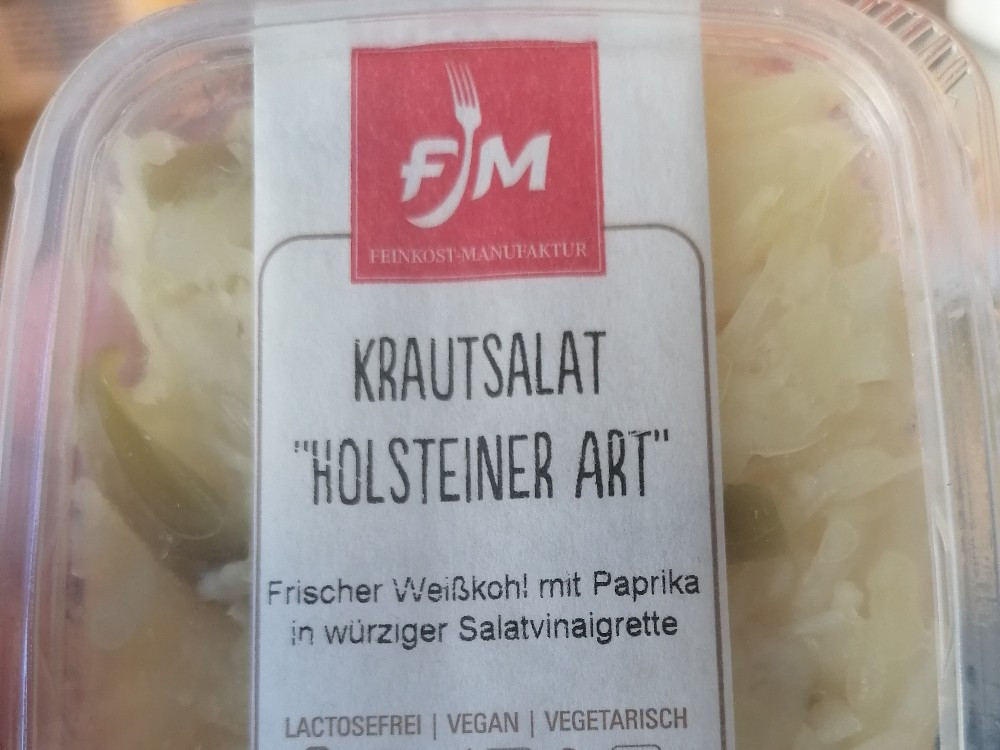 FM
FEINKOST-MANUFAKTUR
KRAUTSALAT
"HOLSTEINER ART"
Frischer Weißkohl mit Paprika
in würziger Salatvinaigrette
LACTOSEFREI | VEGAN | VEGETARISCH